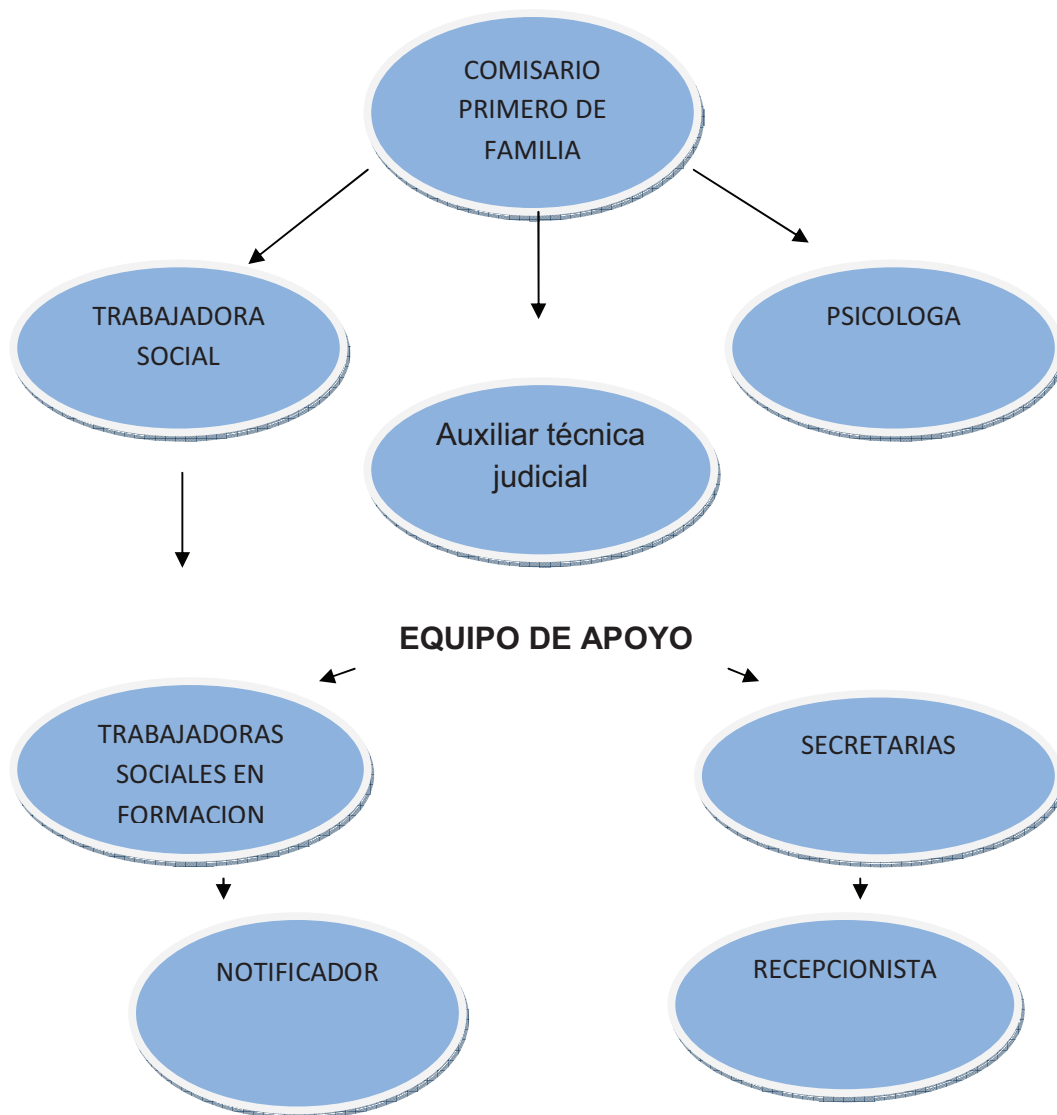 COMISARIO
PRIMERO DE
FAMILIA
TRABAJADORA
SOCIAL
PSICOLOGA
Auxiliar técnica
judicial
EQUIPO DE APOYO
TRABAJADORAS
SOCIALES EN
FORMACION
SECRETARIAS
NOTIFICADOR
RECEPCIONISTA